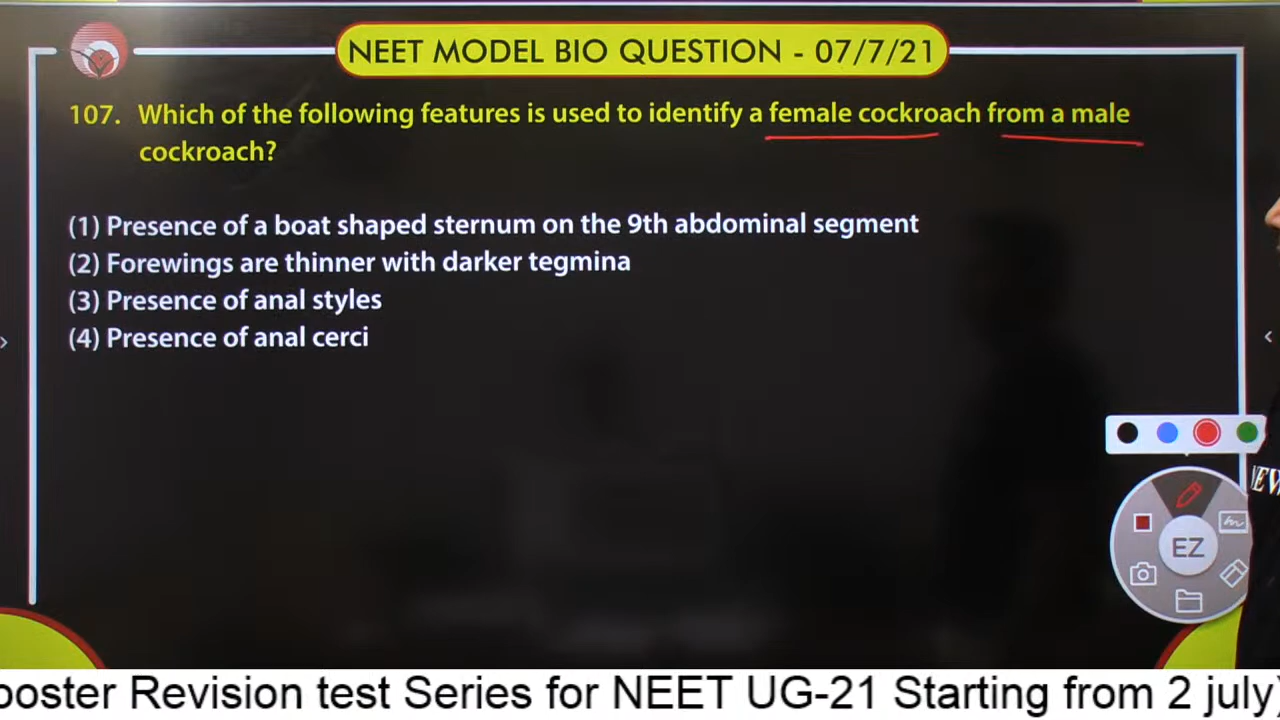 NEET MODEL BIO QUESTION - 07/7/21
107. Which of the following features is used to identify a female cockroach from a male
cockroach?
(1) Presence of a boat shaped sternum on the 9th abdominal segment
(2) Forewings are thinner with darker tegmina
(3) Presence of anal styles
(4) Presence of anal cerci
EZ
ooster Revision test Series for NEET UG-21 Starting from 2 july)